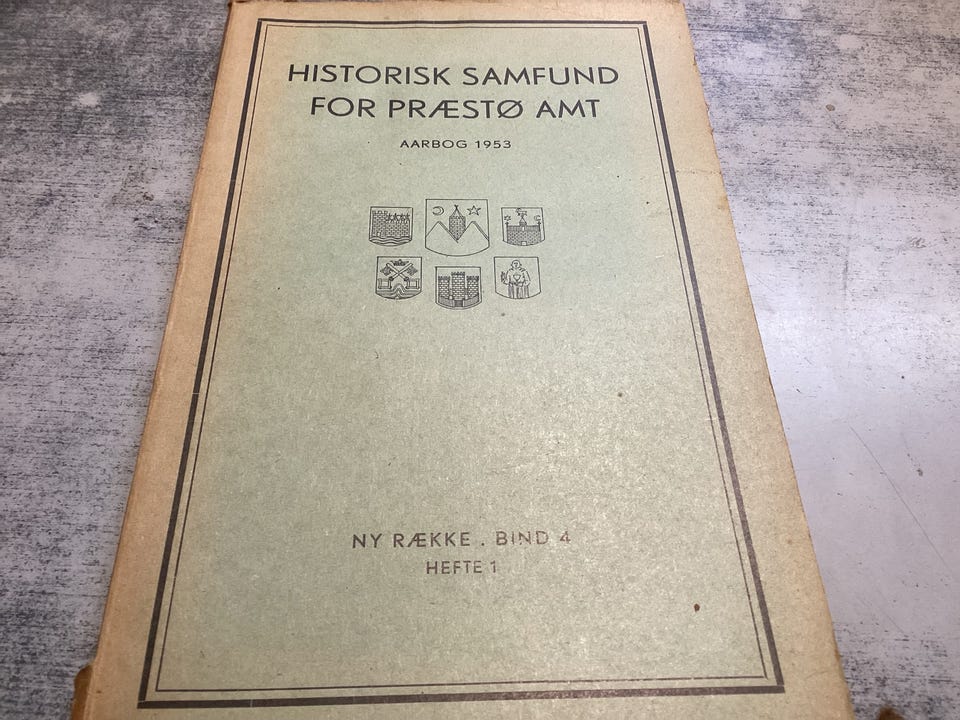 HISTORISK SAMFUND
FOR PRÆSTØ AMT
AARBOG 1953
NY RÆKKE . BIND 4
HEFTE 1